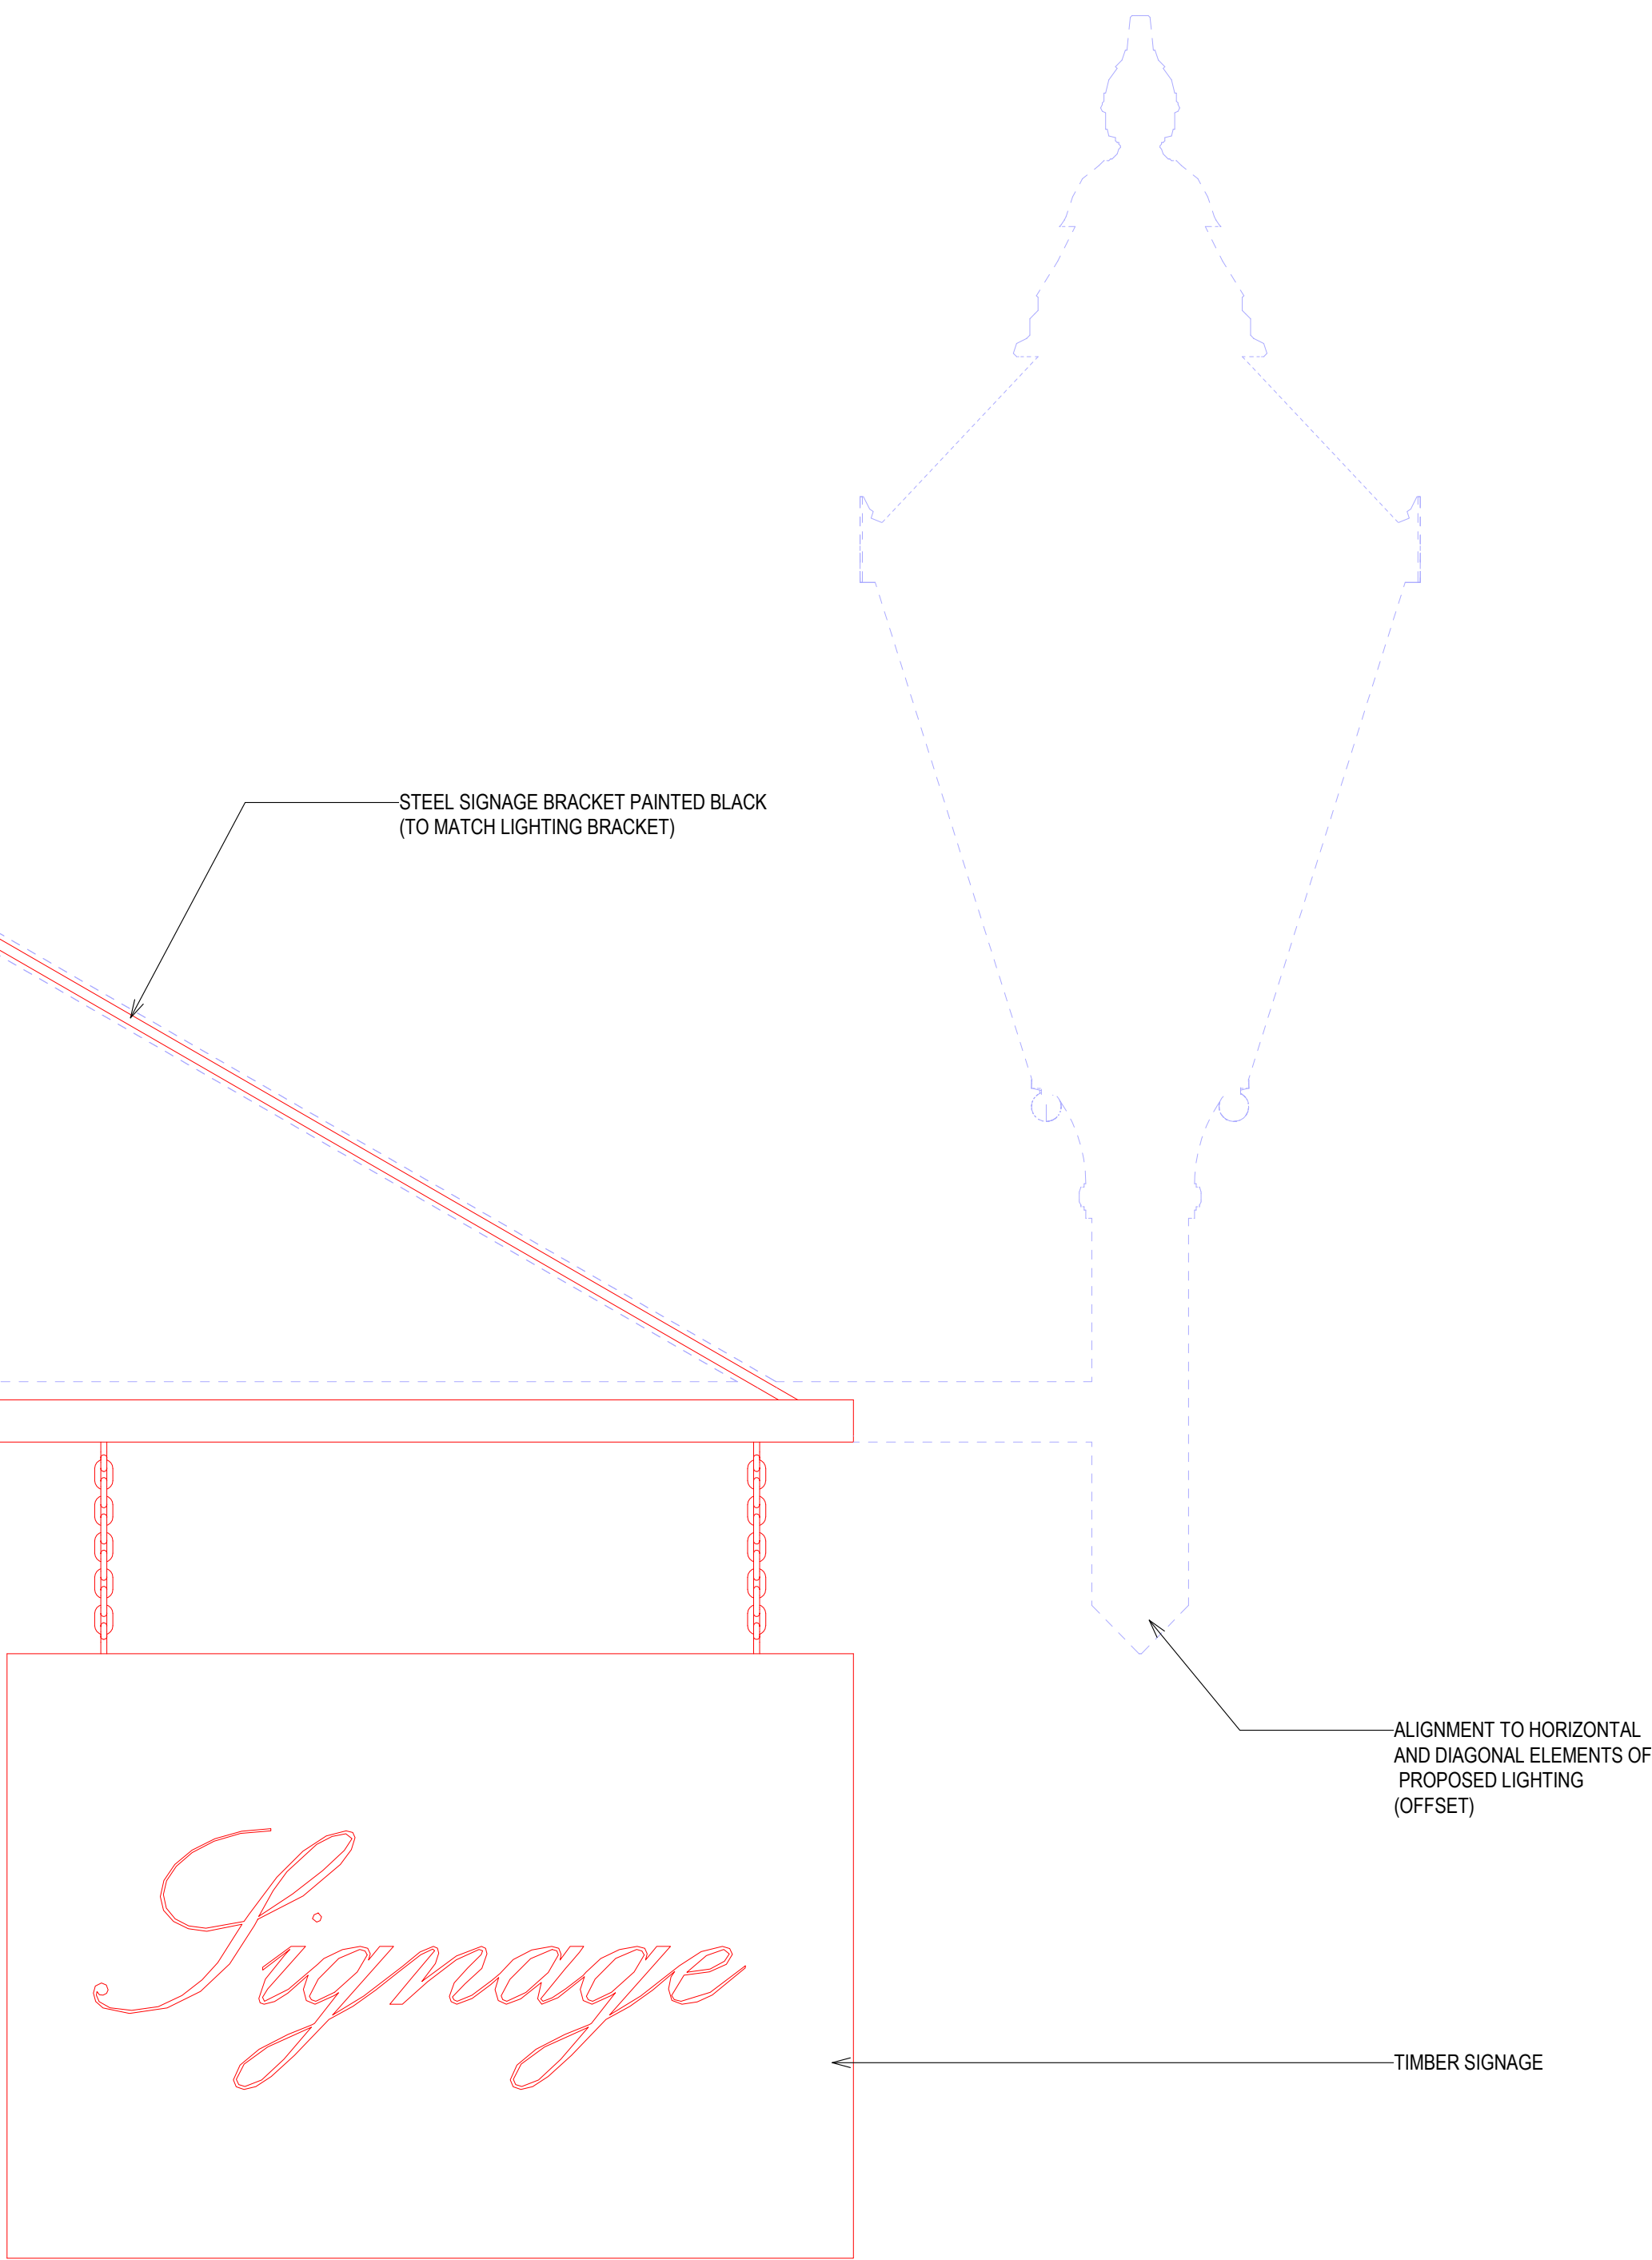 STEEL SIGNAGE BRACKET PAINTED BLACK
(TO MATCH LIGHTING BRACKET)
ALIGNMENT TO HORIZONTAL
AND DIAGONAL ELEMENTS OF
PROPOSED LIGHTING
(OFFSET)
Signage
TIMBER SIGNAGE